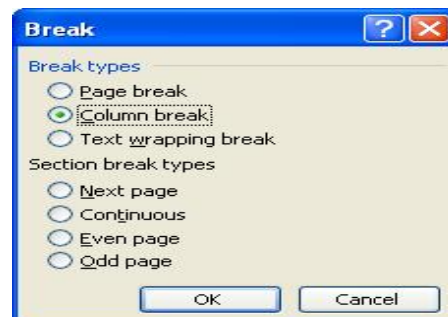 Break
Break types
Page break
Column break
Text wrapping break
Section break types
Next page
Continuous
Even page
Odd page
OK Cancel